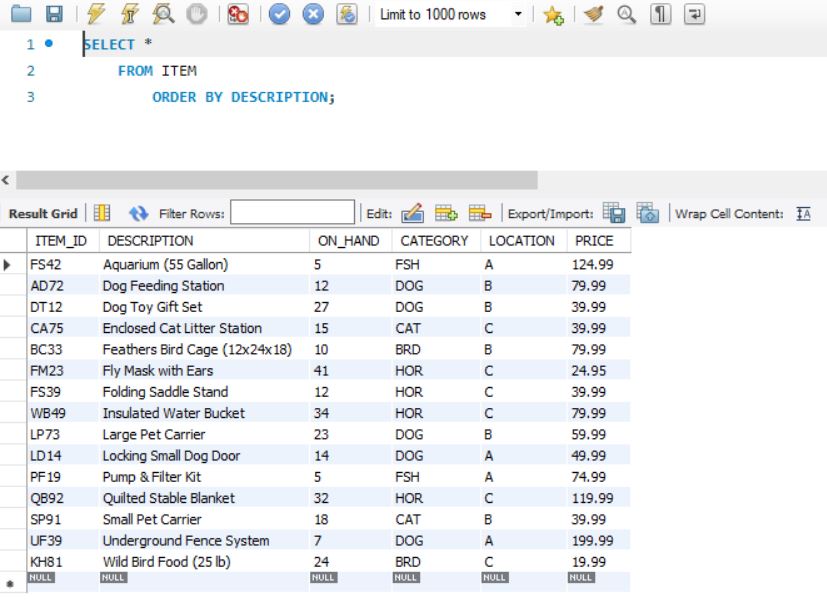 Limit to 1000 rows
1 SELECT *
2 FROM ITEM
3 ORDER BY DESCRIPTION;
Result Grid Filter Rows: Edit: Export/Import: Wrap Cell Content:
ITEM_ID DESCRIPTION ON_HAND CATEGORY LOCATION PRICE
FS42 Aquarium (55 Gallon) 5 FSH A 124.99
AD72 Dog Feeding Station 12 DOG B 79.99
DT12 Dog Toy Gift Set 27 DOG B 39.99
CA75 Enclosed Cat Litter Station 15 CAT C 39.99
BC33 Feathers Bird Cage (12x24x18) 10 BRD B 79.99
FM23 Fly Mask with Ears 41 HOR C 24.95
FS39 Folding Saddle Stand 12 HOR C 39.99
WB49 Insulated Water Bucket 34 HOR C 79.99
LP73 Large Pet Carrier 23 DOG B 59.99
LD14 Locking Small Dog Door 14 DOG A 49.99
PF19 Pump & Filter Kit 5 FSH A 74.99
QB92 Quilted Stable Blanket 32 HOR C 119.99
SP91 Small Pet Carrier 18 CAT B 39.99
UF39 Underground Fence System 7 DOG A 199.99
KH81 Wild Bird Food (25 lb) 24 BRD C 19.99
NULL NULL NULL NULL NULL NULL